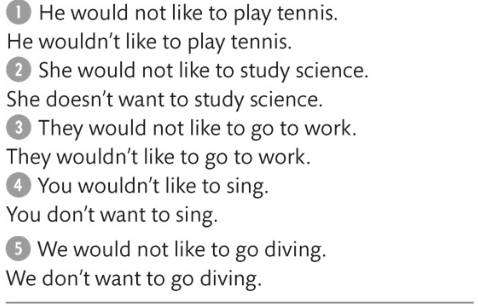 1 He would not like to play tennis.
He wouldn't like to play tennis.
2 She would not like to study science.
She doesn't want to study science.
3 They would not like to go to work.
They wouldn't like to go to work.
4 You wouldn't like to sing.
You don't want to sing.
5 We would not like to go diving.
We don't want to go diving.